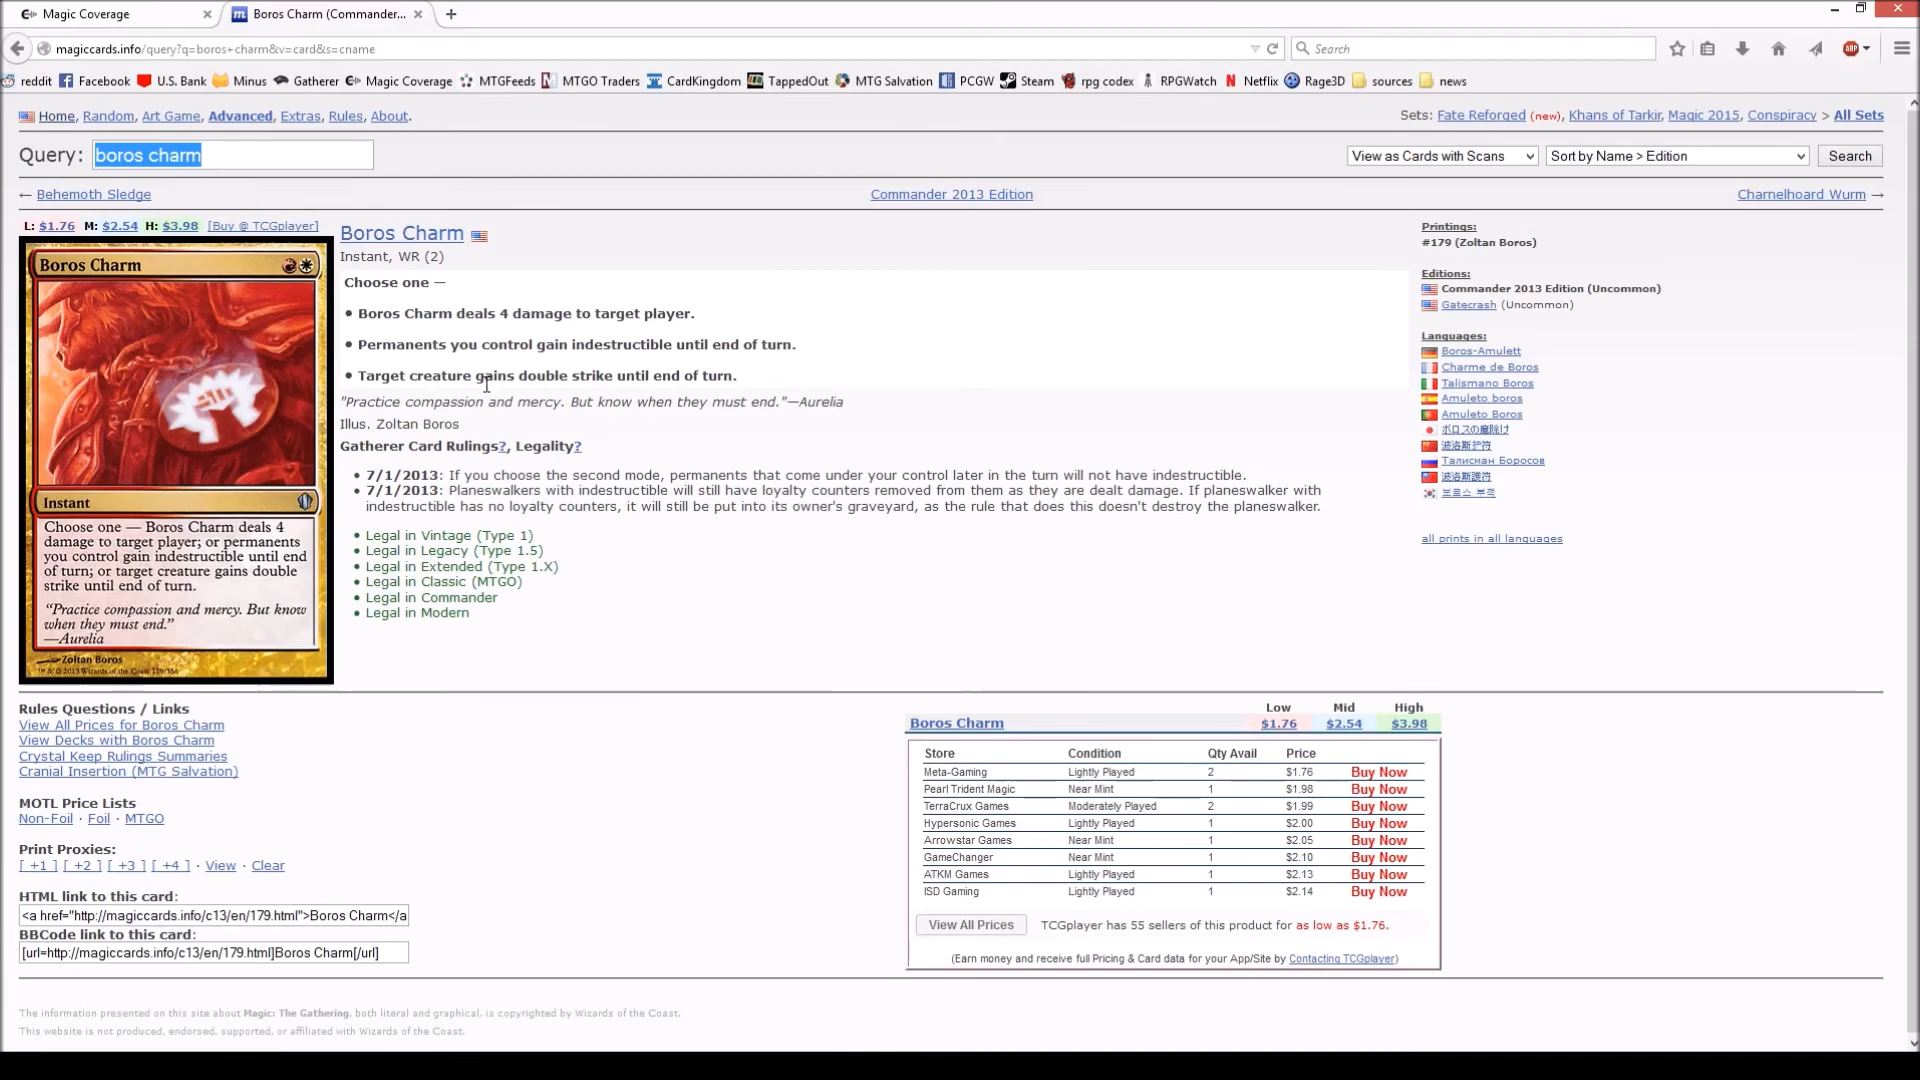 Magic Coverage
Boros Charm (Commander...
magiccards.info/query?q=boros+charm&v=card&s=cname
Search
reddit Facebook U.S. Bank Minus Gatherer Magic Coverage MTGFeeds MTGO Traders CardKingdom TappedOut MTG Salvation PCGW Steam rpg codex RPGWatch Netflix Rage3D sources news
Home, Random, Art Game, Advanced, Extras, Rules, About.
Sets: Fate Reforged (new), Khans of Tarkir, Magic 2015, Conspiracy > All Sets
Query: boros charm
View as Cards with Scans
Sort by Name > Edition
Search
← Behemoth Sledge
Commander 2013 Edition
Charnelhoard Wurm →
L: $1.76 M: $2.54 H: $3.98 [Buy @ TCGplayer]
Boros Charm
Instant
Choose one — Boros Charm deals 4
damage to target player; or permanents
you control gain indestructible until end
of turn; or target creature gains double
strike until end of turn.
"Practice compassion and mercy. But know
when they must end."
—Aurelia
Zoltan Boros
Boros Charm
Instant, WR (2)
Choose one —
• Boros Charm deals 4 damage to target player.
• Permanents you control gain indestructible until end of turn.
• Target creature gains double strike until end of turn.
"Practice compassion and mercy. But know when they must end."—Aurelia
Illus. Zoltan Boros
Gatherer Card Rulings?, Legality?
• 7/1/2013: If you choose the second mode, permanents that come under your control later in the turn will not have indestructible.
• 7/1/2013: Planeswalkers with indestructible will still have loyalty counters removed from them as they are dealt damage. If planeswalker with
indestructible has no loyalty counters, it will still be put into its owner's graveyard, as the rule that does this doesn't destroy the planeswalker.
• Legal in Vintage (Type 1)
• Legal in Legacy (Type 1.5)
• Legal in Extended (Type 1.X)
• Legal in Classic (MTGO)
• Legal in Commander
• Legal in Modern
Printings:
#179 (Zoltan Boros)
Editions:
Commander 2013 Edition (Uncommon)
Gatecrash (Uncommon)
Languages:
Boros-Amulett
Charme de Boros
Talismano Boros
Amuleto boros
Amuleto Boros
ボロスの魔除け
波洛斯护符
Талисман Боросов
波洛斯護符
보로스 부적
all prints in all languages
Rules Questions / Links
View All Prices for Boros Charm
View Decks with Boros Charm
Crystal Keep Rulings Summaries
Cranial Insertion (MTG Salvation)
MOTL Price Lists
Non-Foil · Foil · MTGO
Print Proxies:
[ +1 ] [ +2 ] [ +3 ] [ +4 ] · View · Clear
HTML link to this card:
<a href="http://magiccards.info/c13/en/179.html">Boros Charm</a
BBCode link to this card:
[url=http://magiccards.info/c13/en/179.html]Boros Charm[/url]
Low Mid High
Boros Charm $1.76 $2.54 $3.98
Store Condition Qty Avail Price
Meta-Gaming Lightly Played 2 $1.76 Buy Now
Pearl Trident Magic Near Mint 1 $1.98 Buy Now
TerraCrux Games Moderately Played 2 $1.99 Buy Now
Hypersonic Games Lightly Played 1 $2.00 Buy Now
Arrowstar Games Near Mint 1 $2.05 Buy Now
GameChanger Near Mint 1 $2.10 Buy Now
ATKM Games Lightly Played 1 $2.13 Buy Now
ISD Gaming Lightly Played 1 $2.14 Buy Now
View All Prices TCGplayer has 55 sellers of this product for as low as $1.76.
(Earn money and receive full Pricing & Card data for your App/Site by Contacting TCGplayer)
The information presented on this site about Magic: The Gathering, both literal and graphical, is copyrighted by Wizards of the Coast.
This website is not produced, endorsed, supported, or affiliated with Wizards of the Coast.